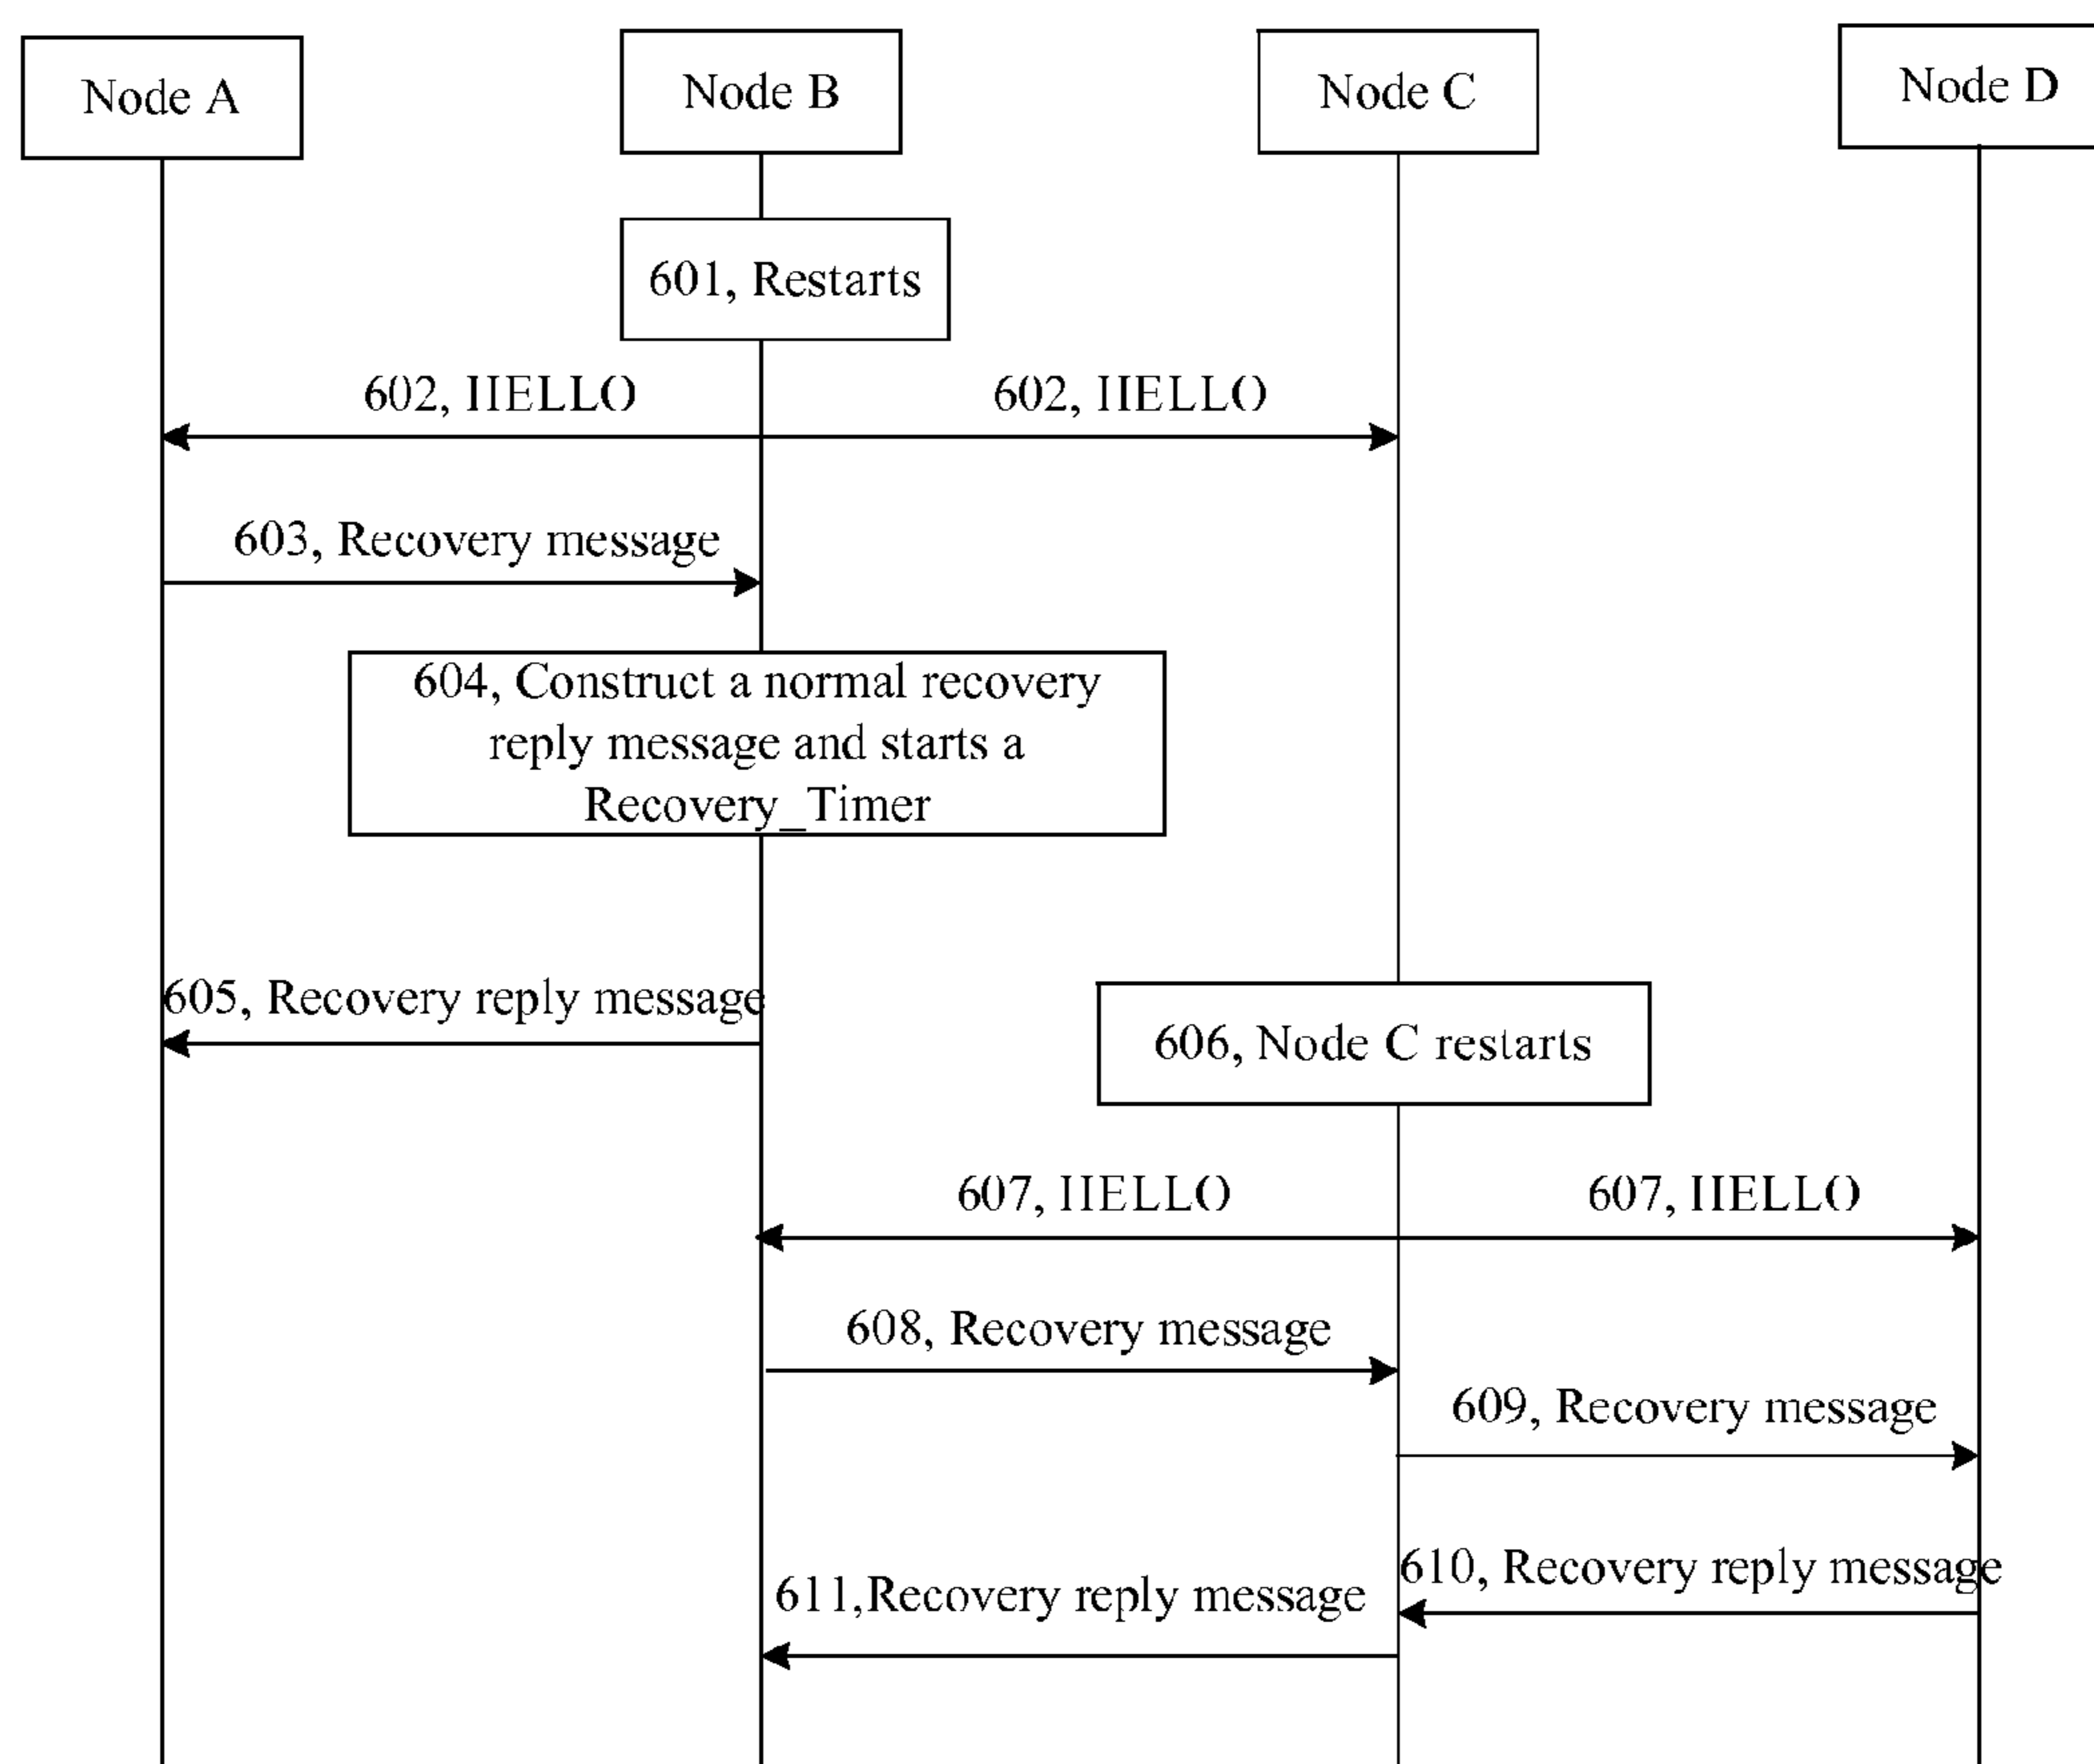 Node A
Node B
Node C
Node D
601, Restarts
602, HELLO
602, HELLO
603, Recovery message
604, Construct a normal recovery
reply message and starts a
Recovery_Timer
605, Recovery reply message
606, Node C restarts
607, HELLO
607, HELLO
608, Recovery message
609, Recovery message
610, Recovery reply message
611,Recovery reply message